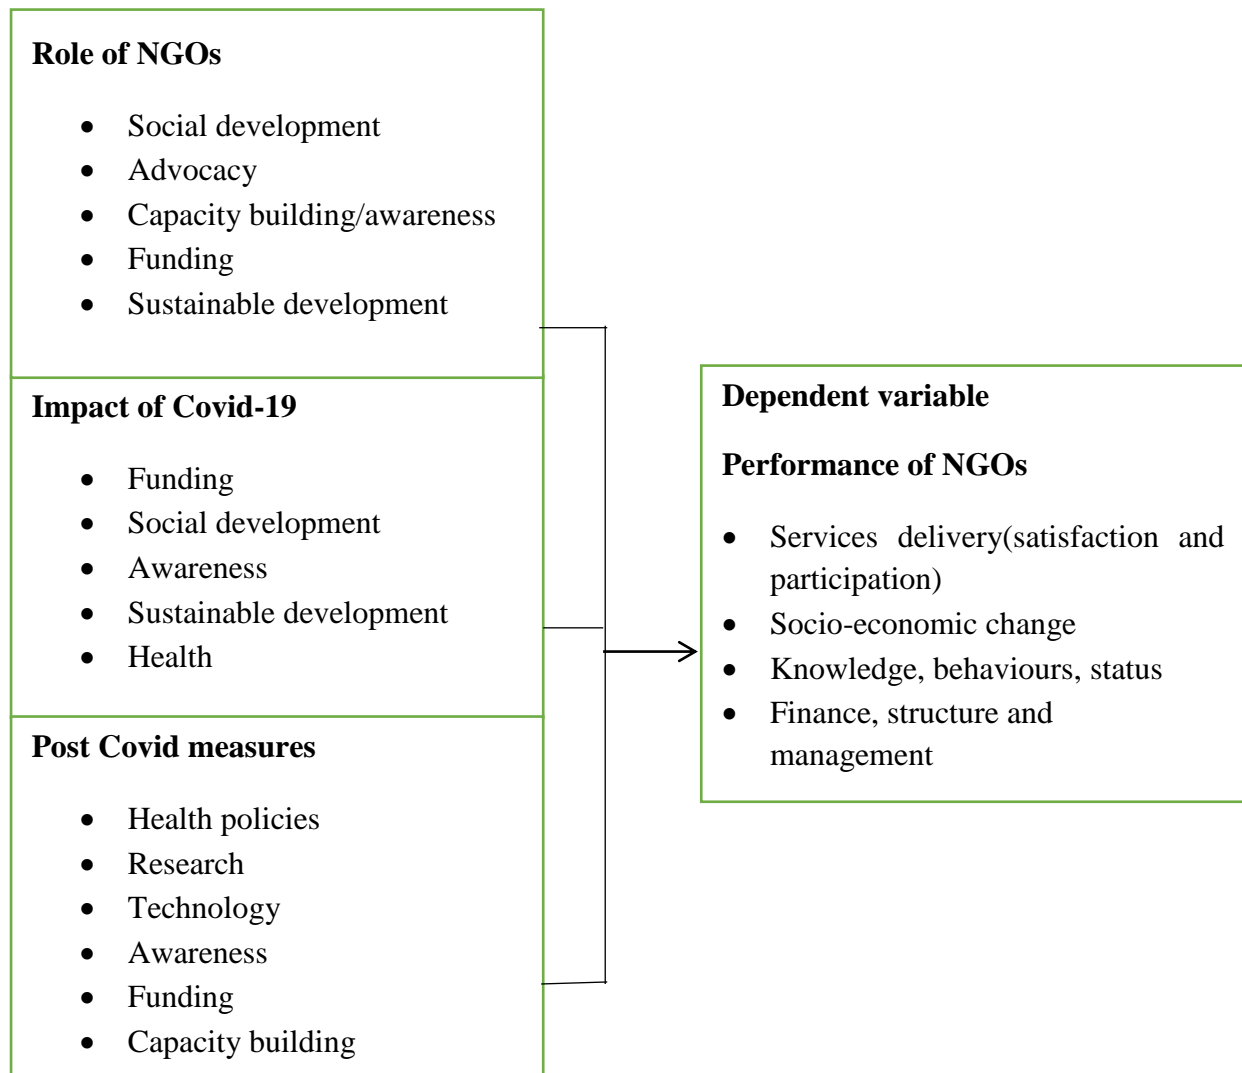 Role of NGOs
• Social development
• Advocacy
• Capacity building/awareness
• Funding
• Sustainable development
Impact of Covid-19
• Funding
• Social development
• Awareness
• Sustainable development
• Health
Post Covid measures
• Health policies
• Research
• Technology
• Awareness
• Funding
• Capacity building
Dependent variable
Performance of NGOs
• Services delivery(satisfaction and
participation)
• Socio-economic change
• Knowledge, behaviours, status
• Finance, structure and
management